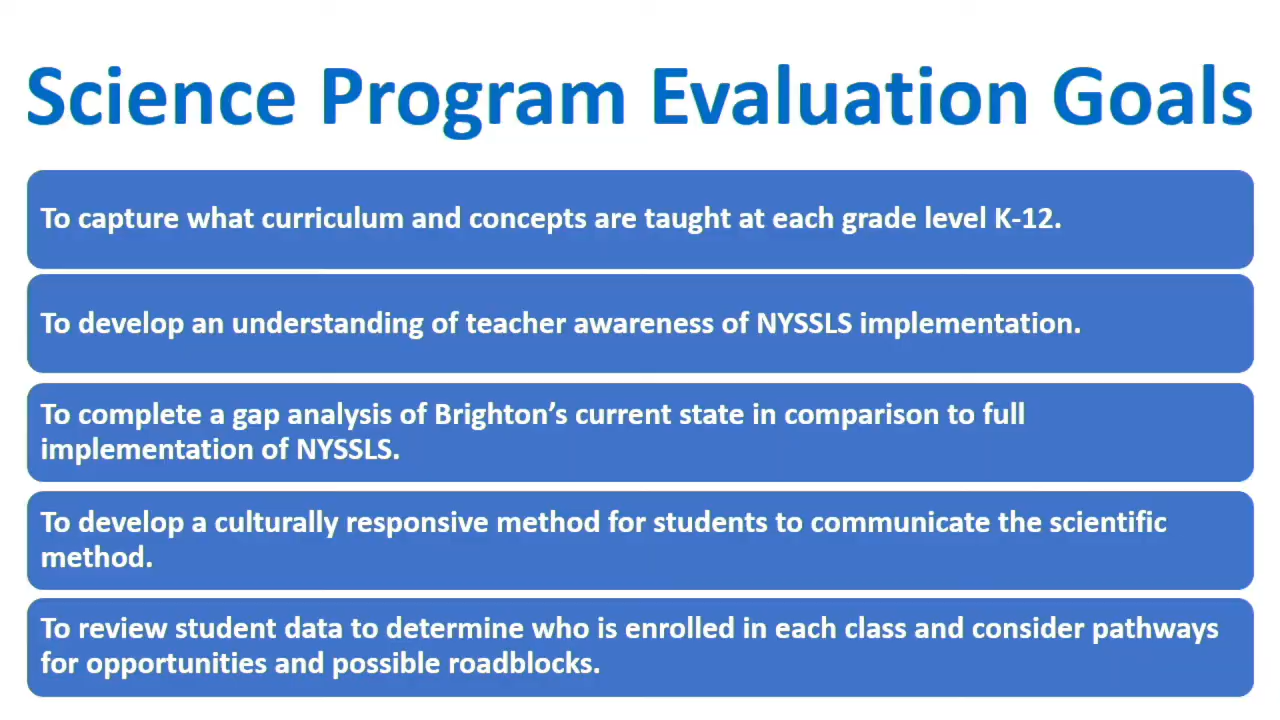 Science Program Evaluation Goals
To capture what curriculum and concepts are taught at each grade level K-12.
To develop an understanding of teacher awareness of NYSSLS implementation.
To complete a gap analysis of Brighton’s current state in comparison to full
implementation of NYSSLS.
To develop a culturally responsive method for students to communicate the scientific
method.
To review student data to determine who is enrolled in each class and consider pathways
for opportunities and possible roadblocks.